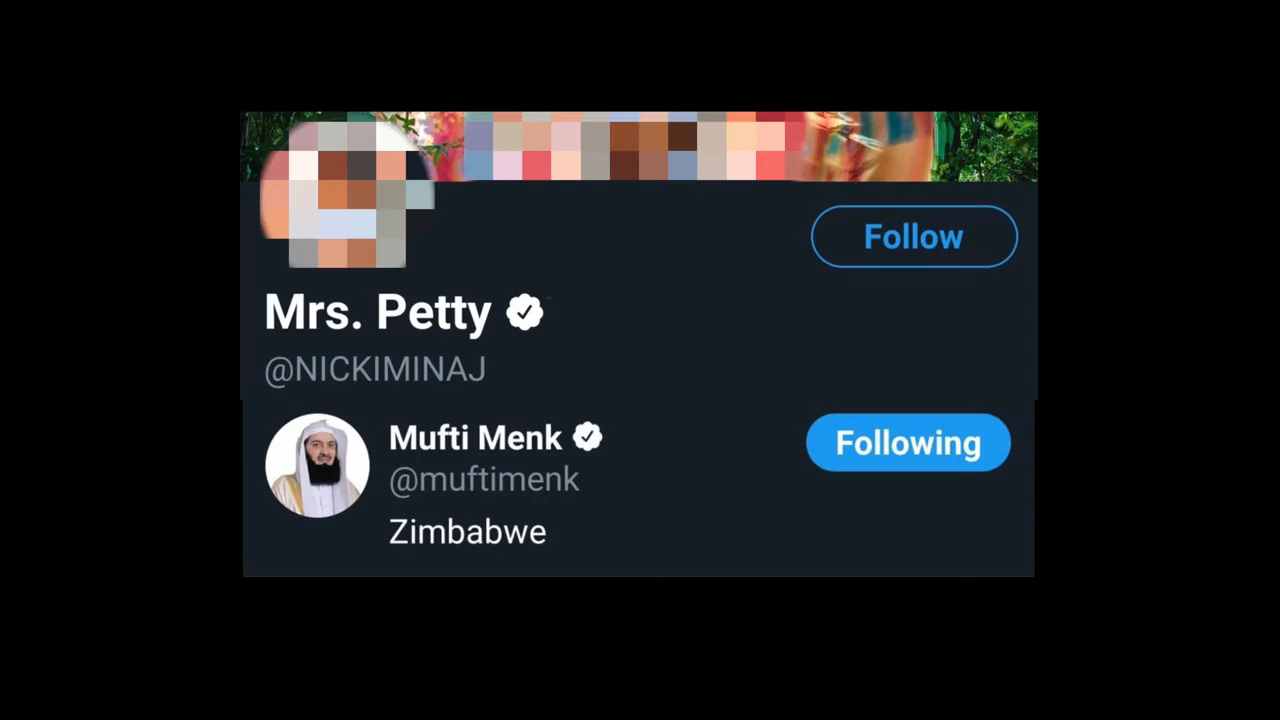 Follow
Mrs. Petty
@NICKIMINAJ
Mufti Menk
Following
@muftimenk
Zimbabwe